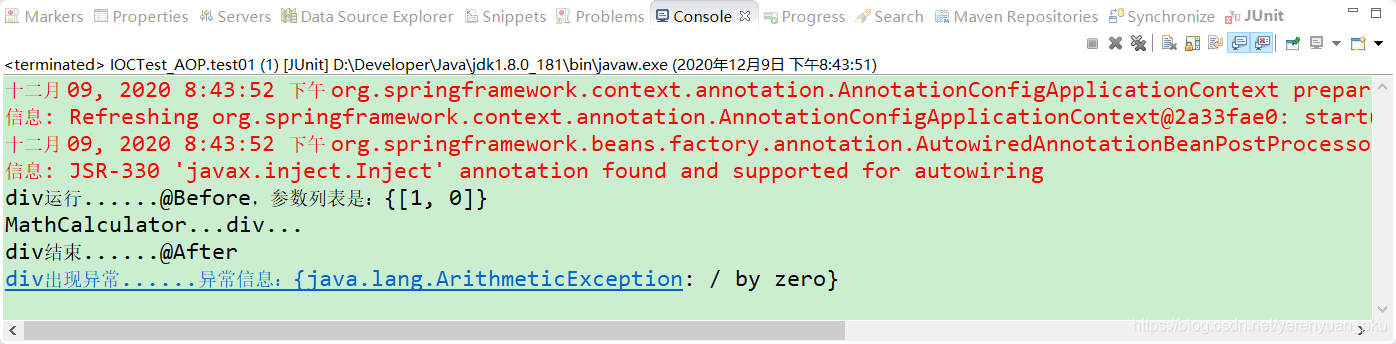 Markers Properties Servers Data Source Explorer Snippets Problems Console Progress Search Maven Repositories Synchronize JUnit
<terminated> IOCTest_AOP.test01 (1) [JUnit] D:\Developer\Java\jdk1.8.0_181\bin\javaw.exe (2020年12月9日 下午8:43:51)
十二月 09, 2020 8:43:52 下午 org.springframework.context.annotation.AnnotationConfigApplicationContext prepar
信息: Refreshing org.springframework.context.annotation.AnnotationConfigApplicationContext@2a33fae0: startu
十二月 09, 2020 8:43:52 下午 org.springframework.beans.factory.annotation.AutowiredAnnotationBeanPostProcesso
信息: JSR-330 'javax.inject.Inject' annotation found and supported for autowiring
div运行......@Before，参数列表是：{[1, 0]}
MathCalculator...div...
div结束......@After
div出现异常......异常信息：{java.lang.ArithmeticException: / by zero}